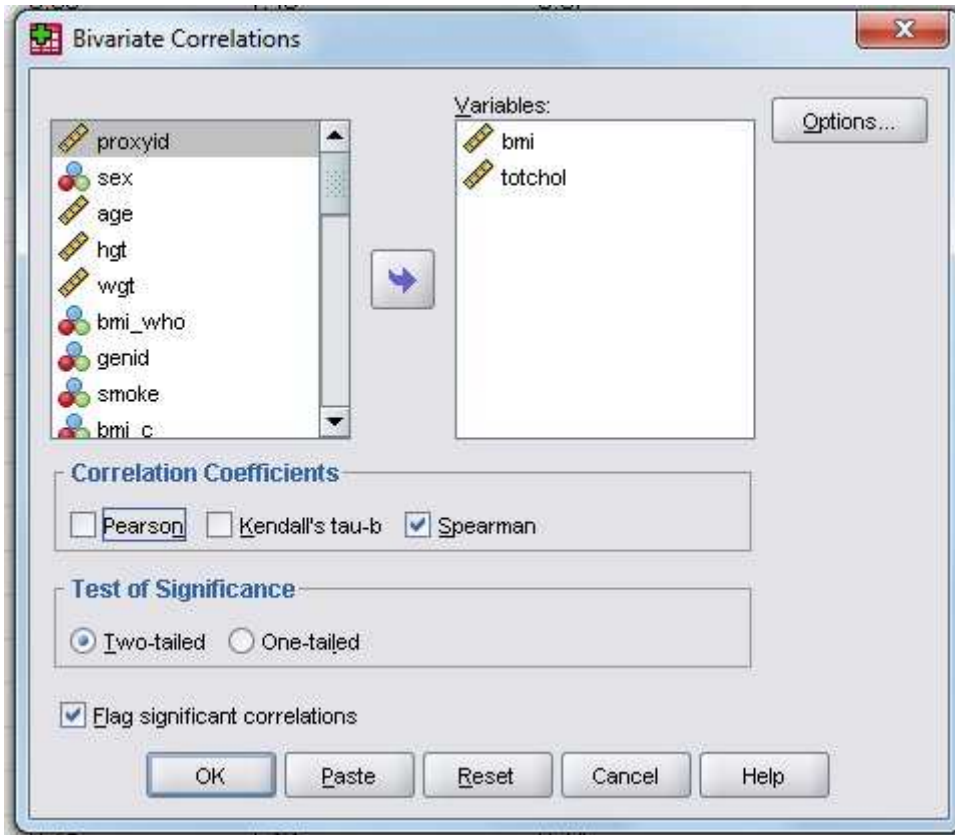 Bivariate Correlations
Variables:
proxyid
sex
age
hgt
wgt
bmi_who
genid
smoke
bmi_c
bmi
totchol
Options...
Correlation Coefficients
Pearson Kendall's tau-b Spearman
Test of Significance
Two-tailed One-tailed
Flag significant correlations
OK Paste Reset Cancel Help